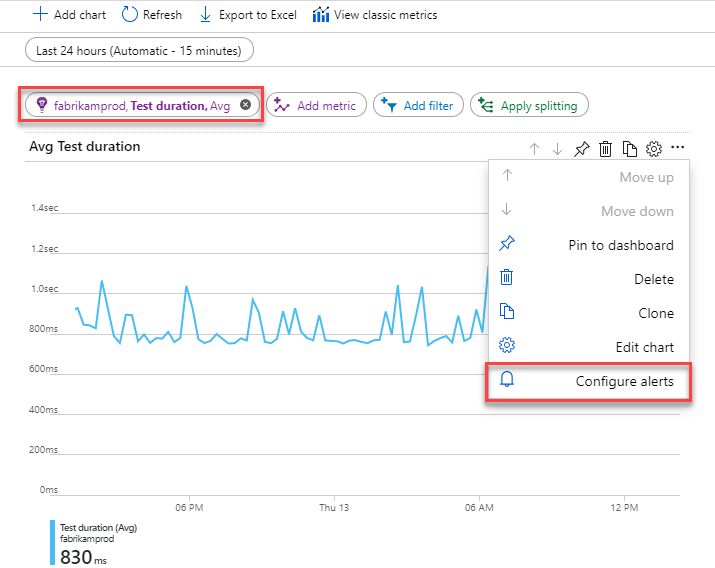 Add chart Refresh Export to Excel View classic metrics
Last 24 hours (Automatic - 15 minutes)
fabrikamprod, Test duration, Avg Add metric Add filter Apply splitting
Avg Test duration
Move up
Move down
Pin to dashboard
Delete
Clone
Edit chart
Configure alerts
1.4sec
1.2sec
1.0sec
800ms
600ms
400ms
200ms
0ms
06 PM Thu 13 06 AM 12 PM
Test duration (Avg)
fabrikamprod
830 ms